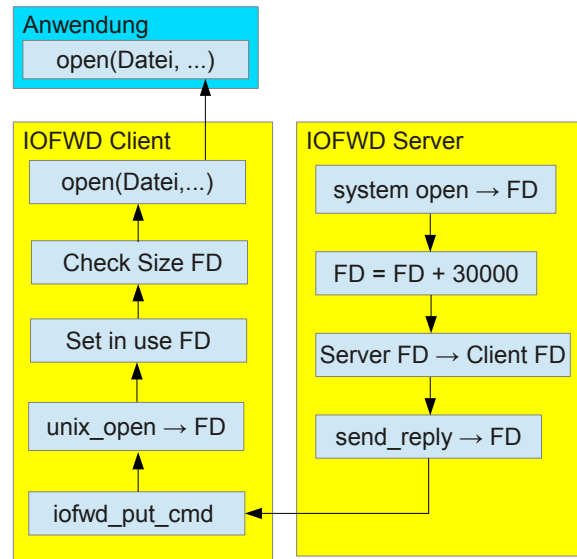 Anwendung
open(Datei, ...)
IOFWD Client
open(Datei,...)
Check Size FD
Set in use FD
unix_open → FD
iofwd_put_cmd
IOFWD Server
system open → FD
FD = FD + 30000
Server FD → Client FD
send_reply → FD